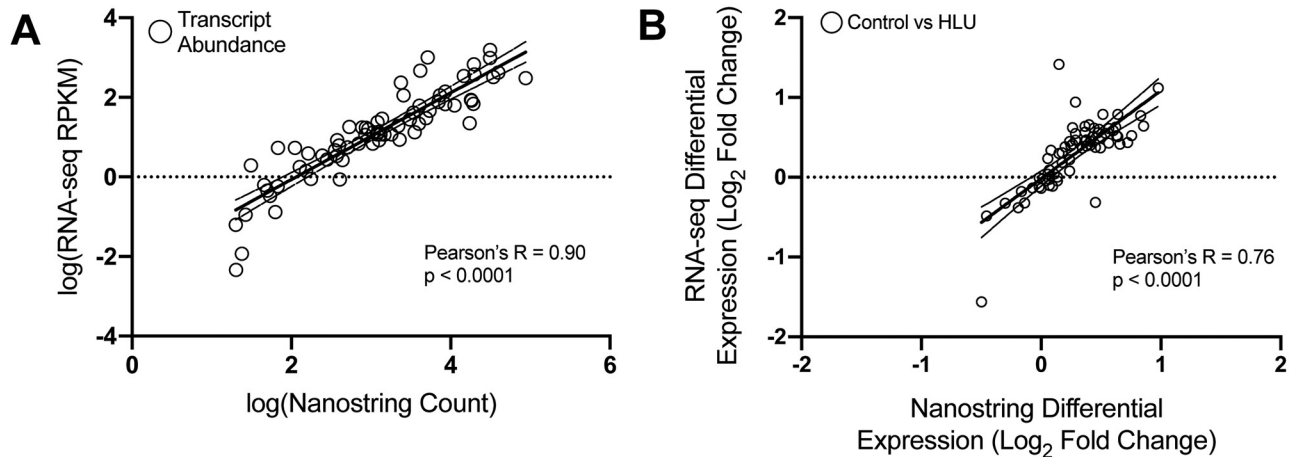 A
Transcript
Abundance
4
2
0
-2
-4
log(RNA-seq RPKM)
Pearson's R = 0.90
p < 0.0001
0
2
4
6
log(Nanostring Count)
B
Control vs HLU
2
1
0
-1
-2
RNA-seq Differential
Expression (Log2 Fold Change)
Pearson's R = 0.76
p < 0.0001
-2
-1
0
1
2
Nanostring Differential
Expression (Log2 Fold Change)